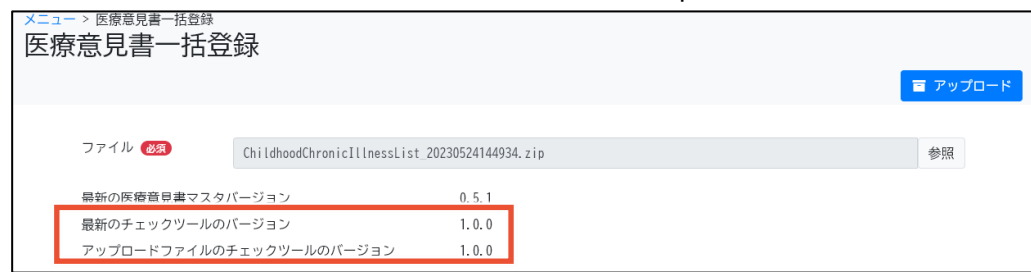 メニュー > 医療意見書一括登録
医療意見書一括登録
アップロード
ファイル 必須 ChildhoodChronicIllnessList_20230524144934.zip 参照
最新の医療意見書マスタバージョン 0.5.1
最新のチェックツールのバージョン 1.0.0
アップロードファイルのチェックツールのバージョン 1.0.0